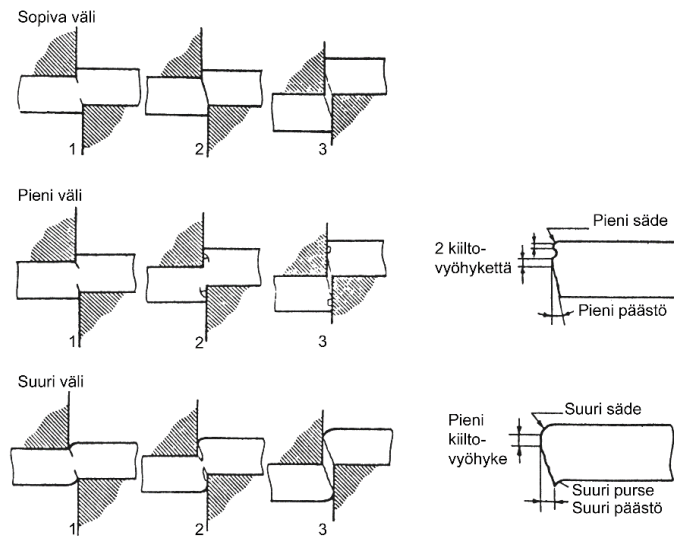 Sopiva väli
1
2
3
Pieni väli
1
2
3
2 kiilto-
vyöhykettä
Pieni säde
Pieni päästö
Suuri väli
1
2
3
Pieni
kiilto-
vyöhyke
Suuri säde
Suuri purse
Suuri päästö